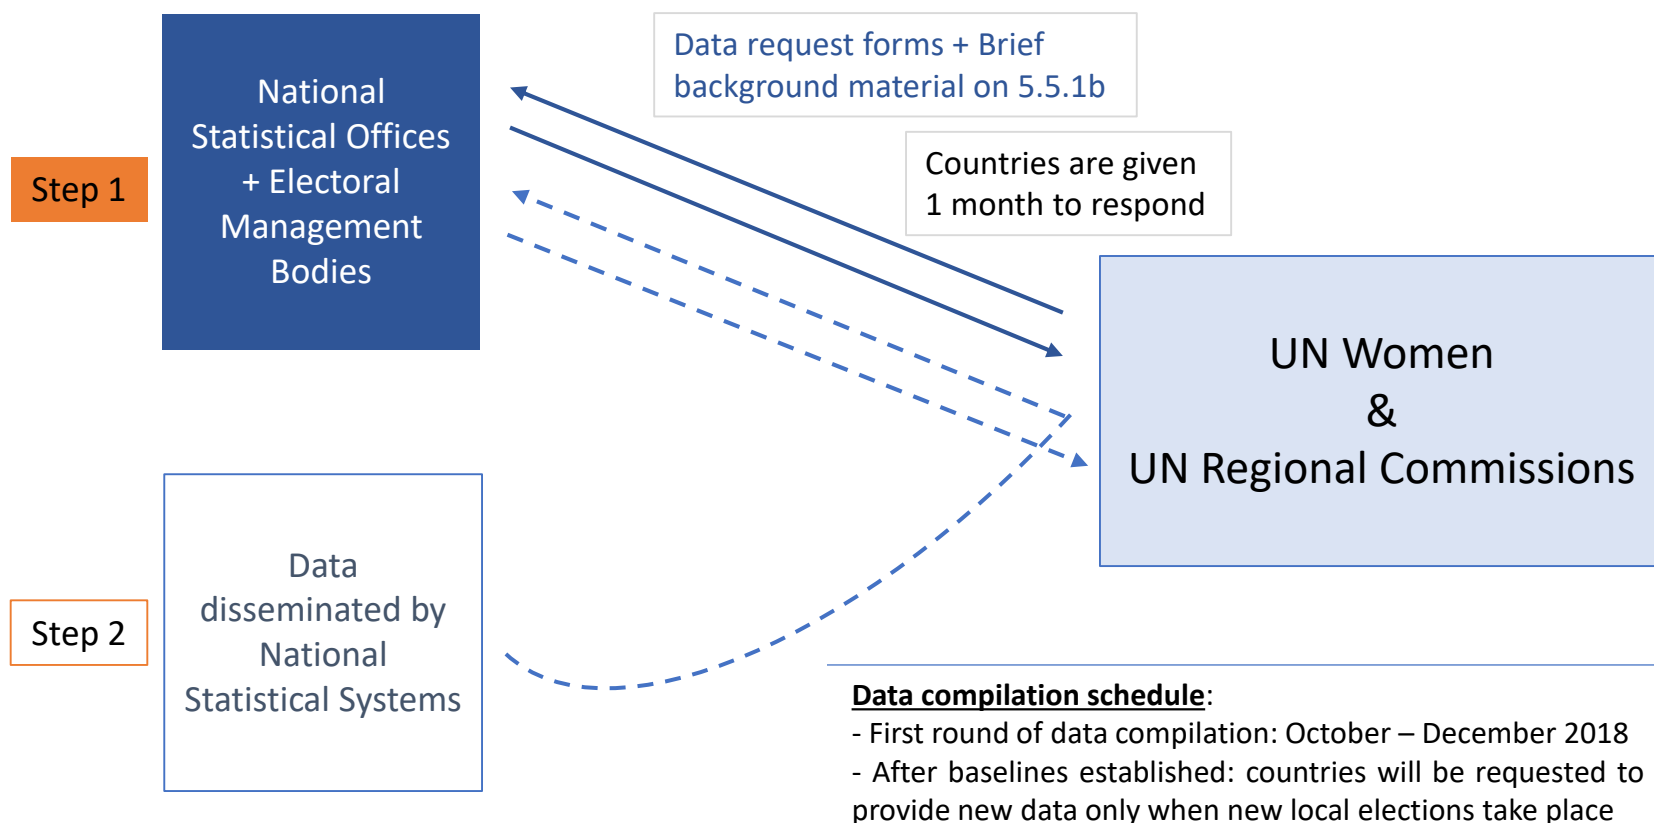 Data request forms + Brief
background material on 5.5.1b
National
Statistical Offices
+ Electoral
Management
Bodies
Step 1
Countries are given
1 month to respond
UN Women
&
UN Regional Commissions
Step 2
Data
disseminated by
National
Statistical Systems
Data compilation schedule:
- First round of data compilation: October – December 2018
- After baselines established: countries will be requested to
provide new data only when new local elections take place